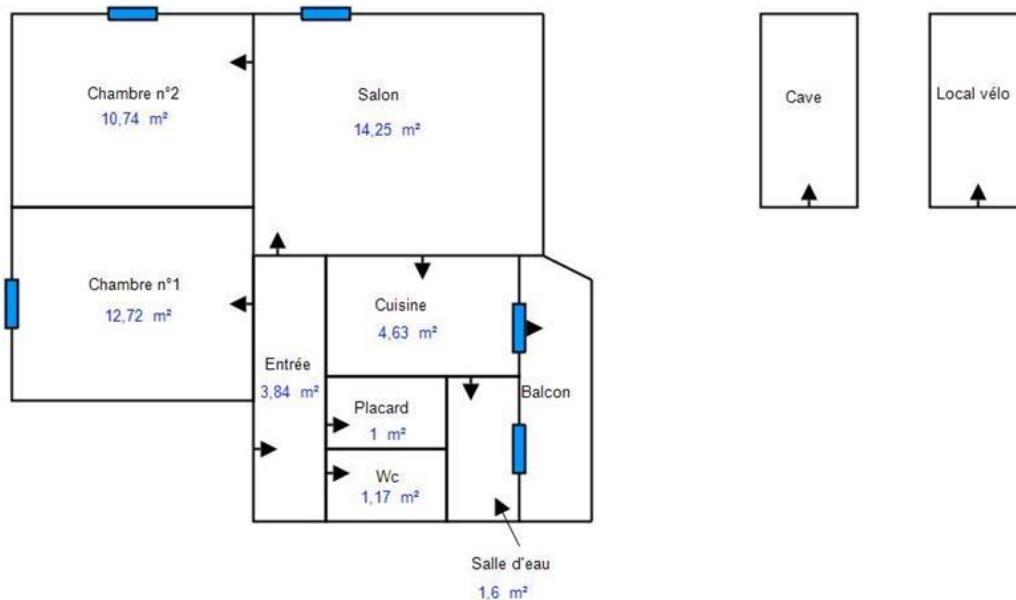 Chambre n°2
10,74 m²
Salon
14,25 m²
Cave
Local vélo
Chambre n°1
12,72 m²
Cuisine
4,63 m²
Entrée
3,84 m²
Placard
1 m²
Balcon
Wc
1,17 m²
Salle d'eau
1,6 m²